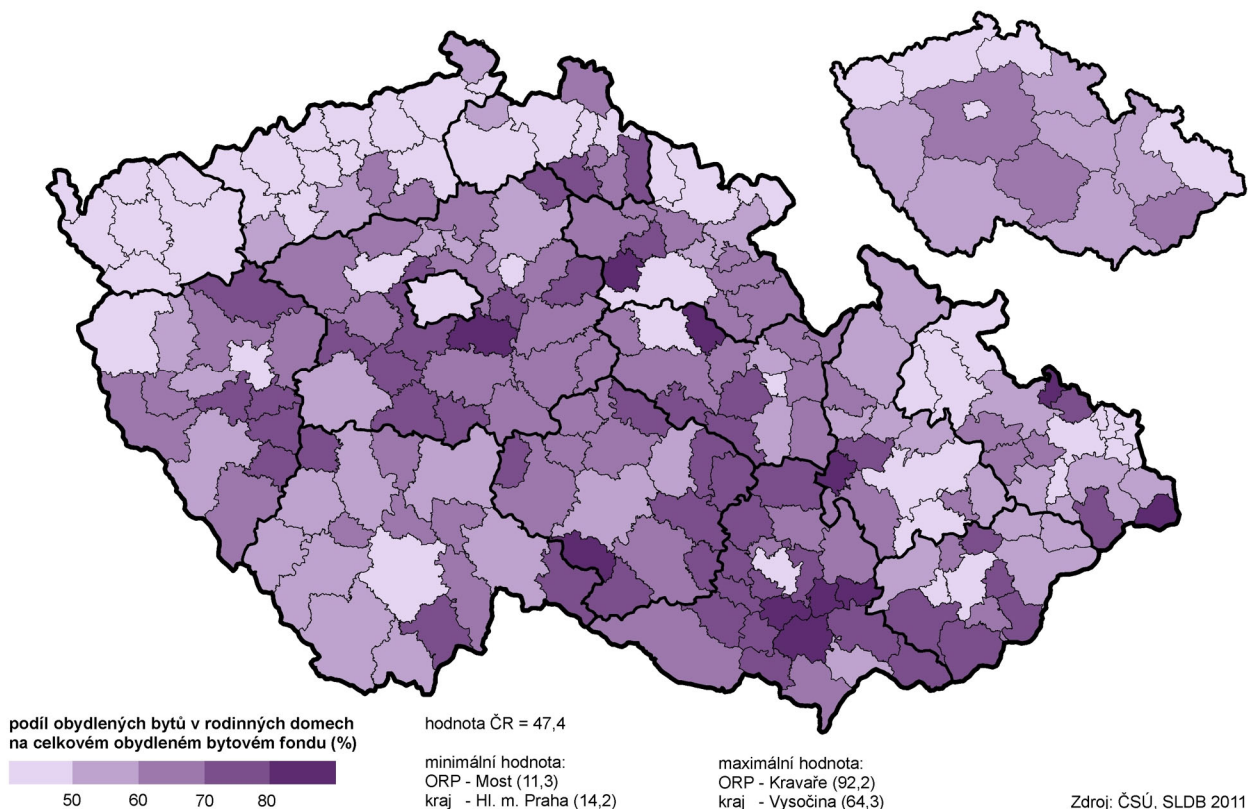 podíl obydlených bytů v rodinných domech
na celkovém obydleném bytovém fondu (%)
50 60 70 80
hodnota ČR = 47,4
minimální hodnota:
ORP - Most (11,3)
kraj - Hl. m. Praha (14,2)
maximální hodnota:
ORP - Kravaře (92,2)
kraj - Vysočina (64,3)
Zdroj: ČSÚ, SLDB 2011